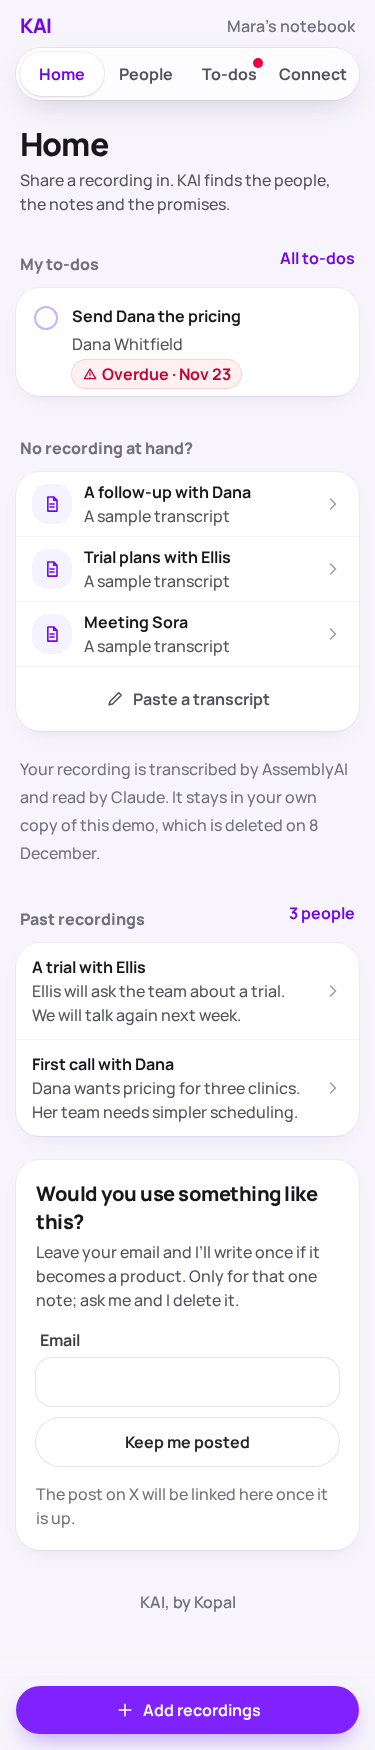 KAI
Mara's notebook
Home
People
To-dos
Connect
Home
Share a recording in. KAI finds the people,
the notes and the promises.
My to-dos
All to-dos
Send Dana the pricing
Dana Whitfield
Overdue · Nov 23
No recording at hand?
A follow-up with Dana
A sample transcript
Trial plans with Ellis
A sample transcript
Meeting Sora
A sample transcript
Paste a transcript
Your recording is transcribed by AssemblyAI
and read by Claude. It stays in your own
copy of this demo, which is deleted on 8
December.
Past recordings
3 people
A trial with Ellis
Ellis will ask the team about a trial.
We will talk again next week.
First call with Dana
Dana wants pricing for three clinics.
Her team needs simpler scheduling.
Would you use something like
this?
Leave your email and I'll write once if it
becomes a product. Only for that one
note; ask me and I delete it.
Email
Keep me posted
The post on X will be linked here once it
is up.
KAI, by Kopal
Add recordings